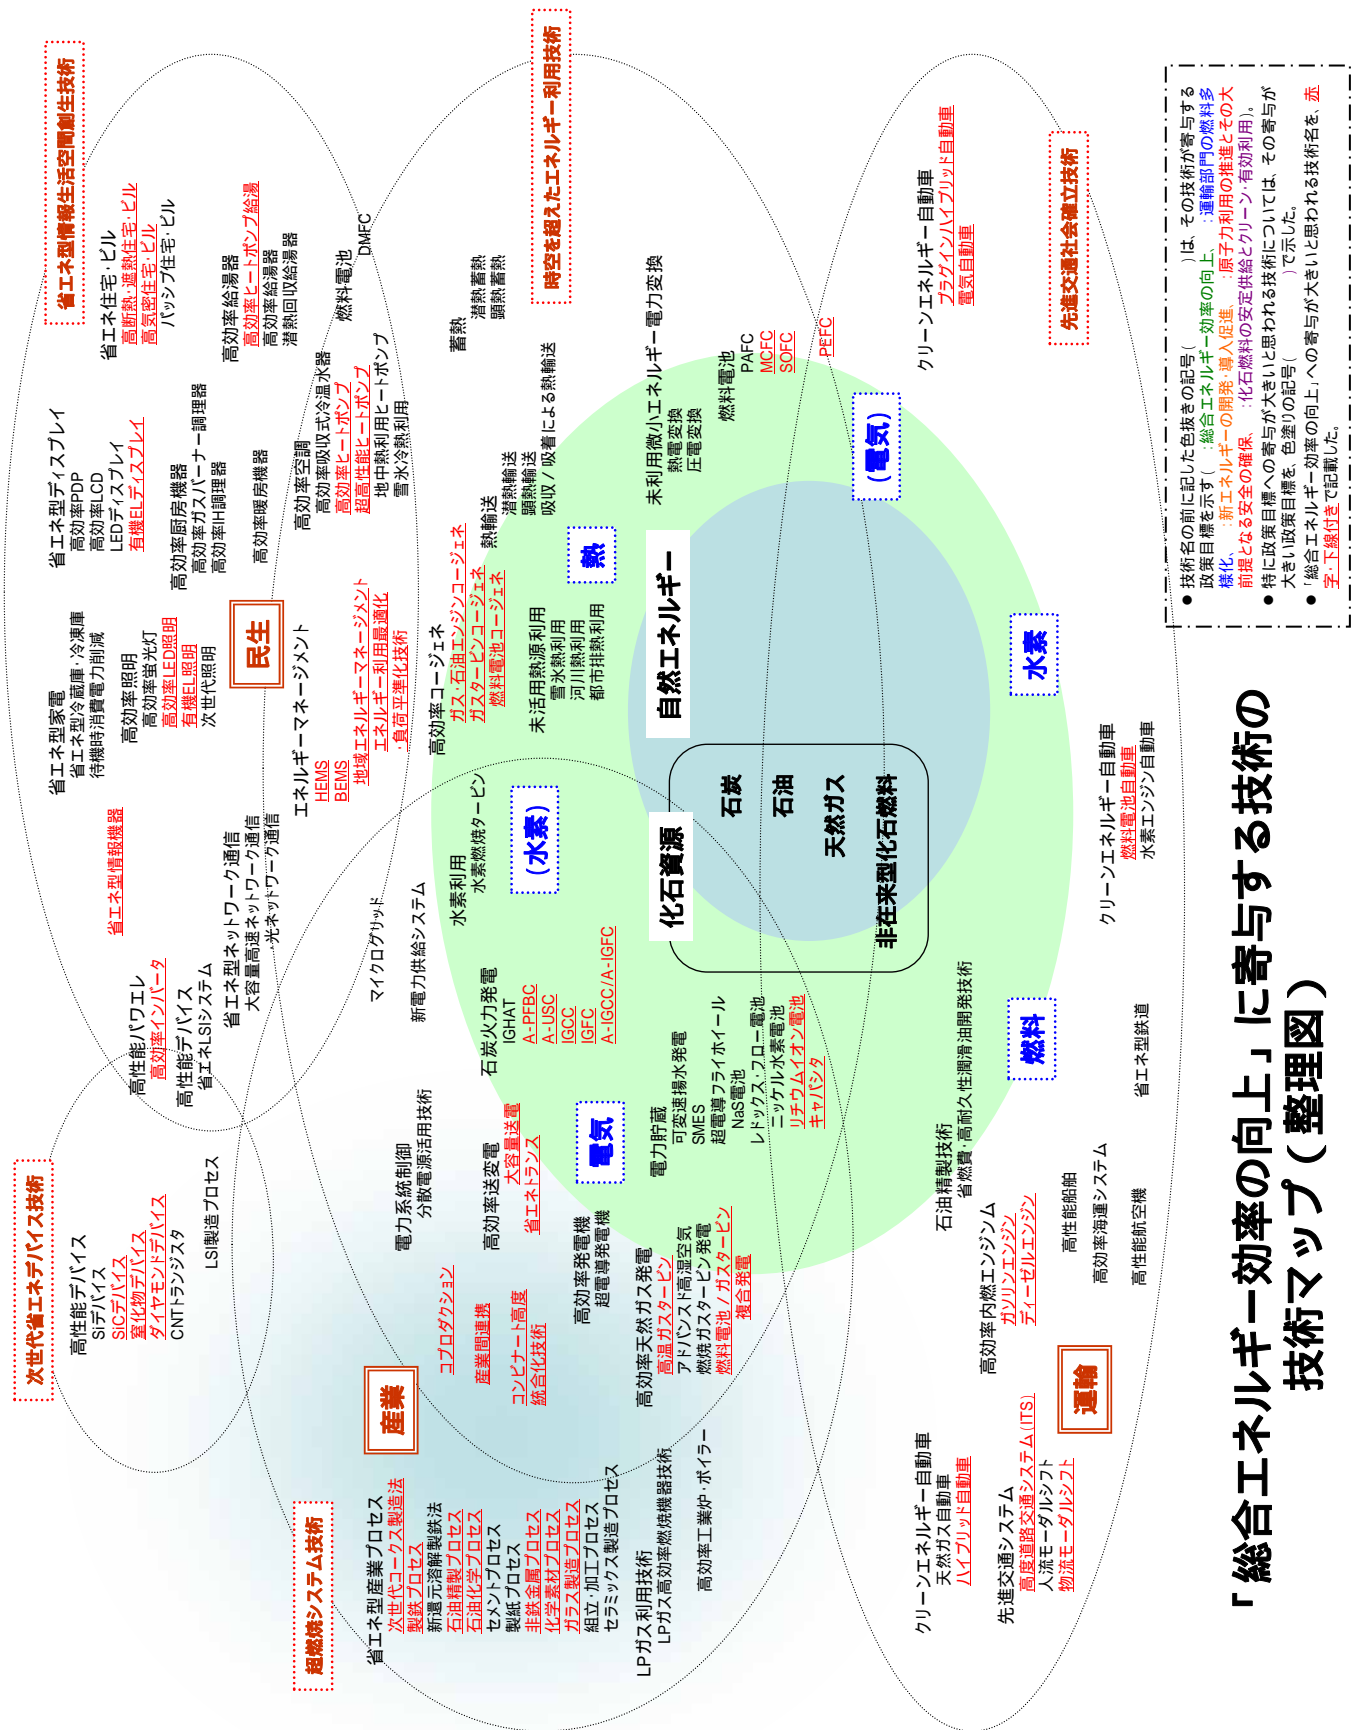 「総合エネルギー効率の向上」に寄与する技術の
技術マップ（整理図）
超燃焼システム技術
次世代省エネデバイス技術
省エネ型情報生活空間創生技術
時空を超えたエネルギー利用技術
先進交通社会確立技術
産業
民生
運輸
省エネ型産業プロセス
次世代コークス製造法
製鉄プロセス
新還元溶解製鉄法
石油精製プロセス
石油化学プロセス
セメントプロセス
製紙プロセス
非鉄金属プロセス
化学素材プロセス
ガラス製造プロセス
組立・加工プロセス
セラミックス製造プロセス
LPガス利用技術
LPガス高効率燃焼機器技術
高効率工業炉・ボイラー
コプロダクション
産業間連携
コンビナート高度
統合化技術
高性能デバイス
Siデバイス
SiCデバイス
窒化物デバイス
ダイヤモンドデバイス
CNTトランジスタ
LSI製造プロセス
高性能パワエレ
高効率インバータ
高性能デバイス
省エネLSIシステム
省エネ型ネットワーク通信
大容量高速ネットワーク通信
・光ネットワーク通信
省エネ型情報機器
省エネ型家電
省エネ型冷蔵庫・冷凍庫
待機時消費電力削減
高効率照明
高効率蛍光灯
高効率LED照明
有機EL照明
次世代照明
省エネ型ディスプレイ
高効率PDP
高効率LCD
LEDディスプレイ
有機ELディスプレイ
高効率厨房機器
高効率ガスバーナー調理器
高効率IH調理器
高効率暖房機器
省エネ住宅・ビル
高断熱・遮熱住宅・ビル
高気密住宅・ビル
パッシブ住宅・ビル
高効率給湯器
高効率ヒートポンプ給湯
高効率給湯器
潜熱回収給湯器
燃料電池
DMFC
高効率空調
高効率吸収式冷温水器
高効率ヒートポンプ
超高性能ヒートポンプ
地中熱利用ヒートポンプ
雪氷冷熱利用
エネルギーマネージメント
HEMS
BEMS
地域エネルギーマネージメント
エネルギー利用最適化
・負荷平準化技術
マイクログリッド
新電力供給システム
電力系統制御
分散電源活用技術
高効率送変電
大容量送電
省エネトランス
高効率発電機
超電導発電機
高効率天然ガス発電
高温ガスタービン
アドバンスド高湿空気
燃焼ガスタービン発電
燃料電池／ガスタービン
複合発電
石炭火力発電
IGHAT
A-PFBC
A-USC
IGCC
IGFC
A-IGCC/A-IGFC
水素利用
水素燃焼タービン
高効率コージェネ
ガス・石油エンジンコージェネ
ガスタービンコージェネ
燃料電池コージェネ
未活用熱源利用
雪氷熱利用
河川熱利用
都市排熱利用
熱輸送
潜熱輸送
顕熱輸送
吸収／吸着による熱輸送
蓄熱
潜熱蓄熱
顕熱蓄熱
未利用微小エネルギー電力変換
熱電変換
圧電変換
燃料電池
PAFC
MCFC
SOFC
PEFC
電力貯蔵
可変速揚水発電
SMES
超電導フライホイール
NaS電池
レドックス・フロー電池
ニッケル水素電池
リチウムイオン電池
キャパシタ
電気
（水素）
熱
（電気）
燃料
水素
化石資源
自然エネルギー
石炭
石油
天然ガス
非在来型化石燃料
石油精製技術
省燃費・高耐久性潤滑油開発技術
高効率内燃エンジンム
ガソリンエンジン
ディーゼルエンジン
高性能船舶
高効率海運システム
高性能航空機
省エネ型鉄道
クリーンエネルギー自動車
天然ガス自動車
ハイブリッド自動車
先進交通システム
高度道路交通システム(ITS)
人流モーダルシフト
物流モーダルシフト
クリーンエネルギー自動車
燃料電池自動車
水素エンジン自動車
クリーンエネルギー自動車
プラグインハイブリッド自動車
電気自動車
● 技術名の前に記した色抜きの記号（　）は、その技術が寄与する
政策目標を示す（　：総合エネルギー効率の向上、　：運輸部門の燃料多
様化、　：新エネルギーの開発・導入促進、　：原子力利用の推進とその大
前提となる安全の確保、　：化石燃料の安定供給とクリーン・有効利用）。
● 特に政策目標への寄与が大きいと思われる技術については、その寄与が
大きい政策目標を、色塗りの記号（　）で示した。
● 「総合エネルギー効率の向上」への寄与が大きいと思われる技術名を、赤
字・下線付きで記載した。